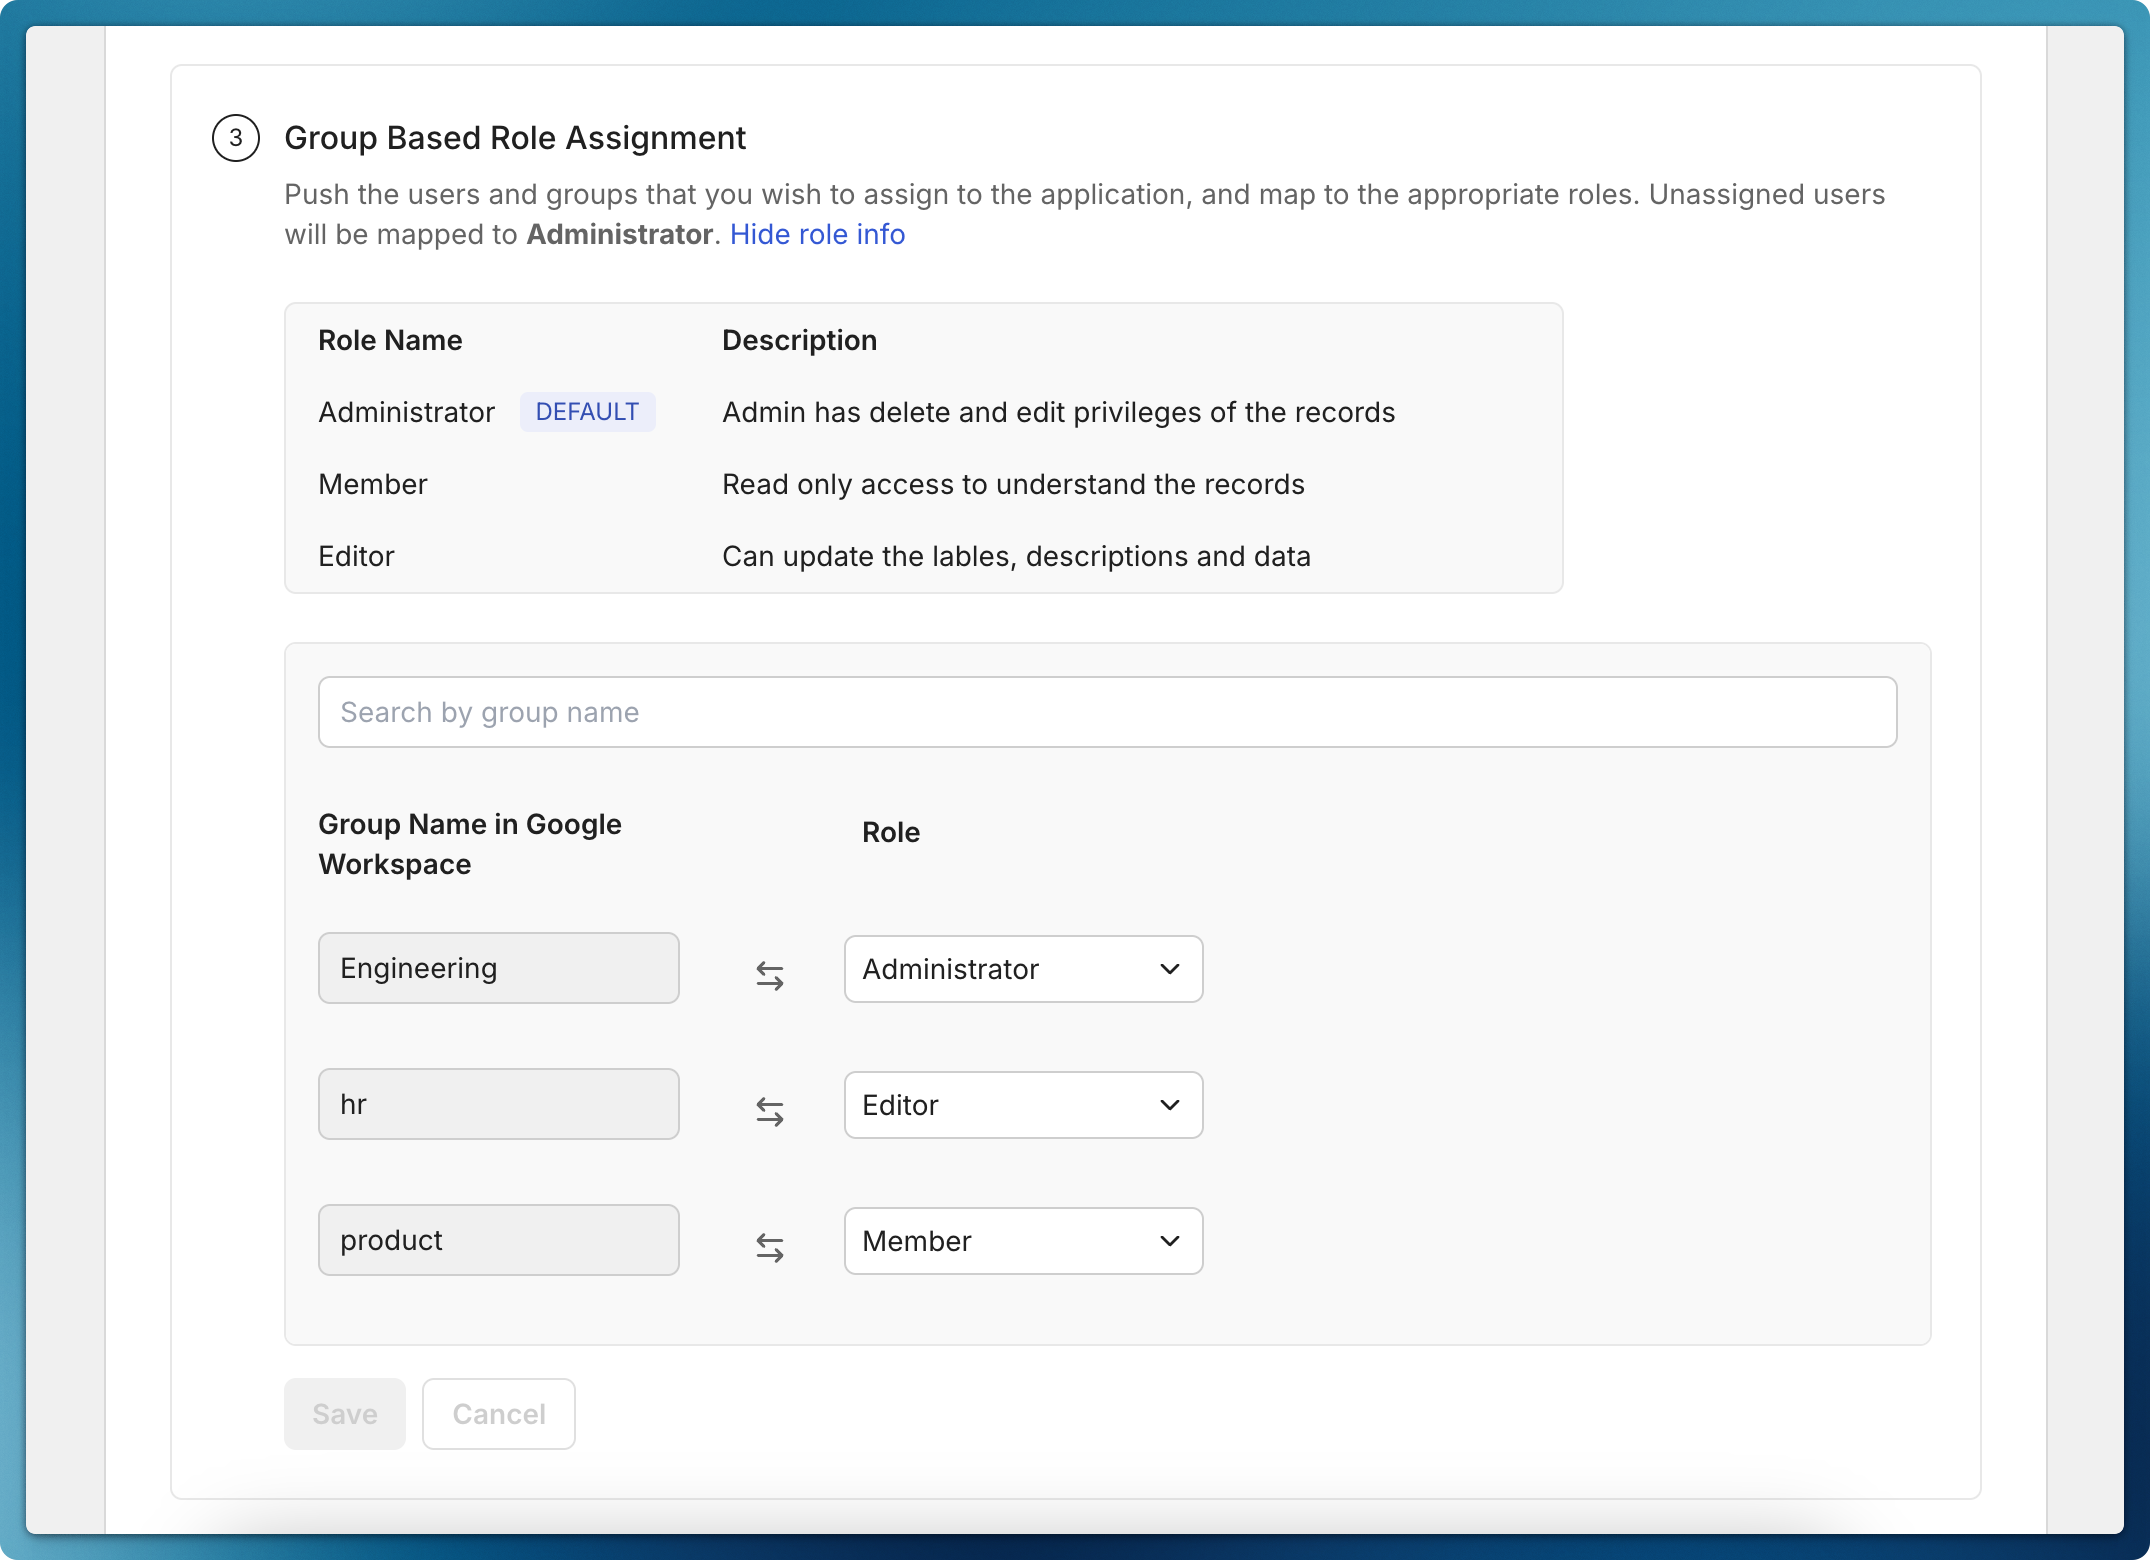 3
Group Based Role Assignment
Push the users and groups that you wish to assign to the application, and map to the appropriate roles. Unassigned users
will be mapped to Administrator. Hide role info
Role Name Description
Administrator DEFAULT Admin has delete and edit privileges of the records
Member Read only access to understand the records
Editor Can update the lables, descriptions and data
Search by group name
Group Name in Google
Workspace
Role
Engineering Administrator
hr Editor
product Member
Save Cancel